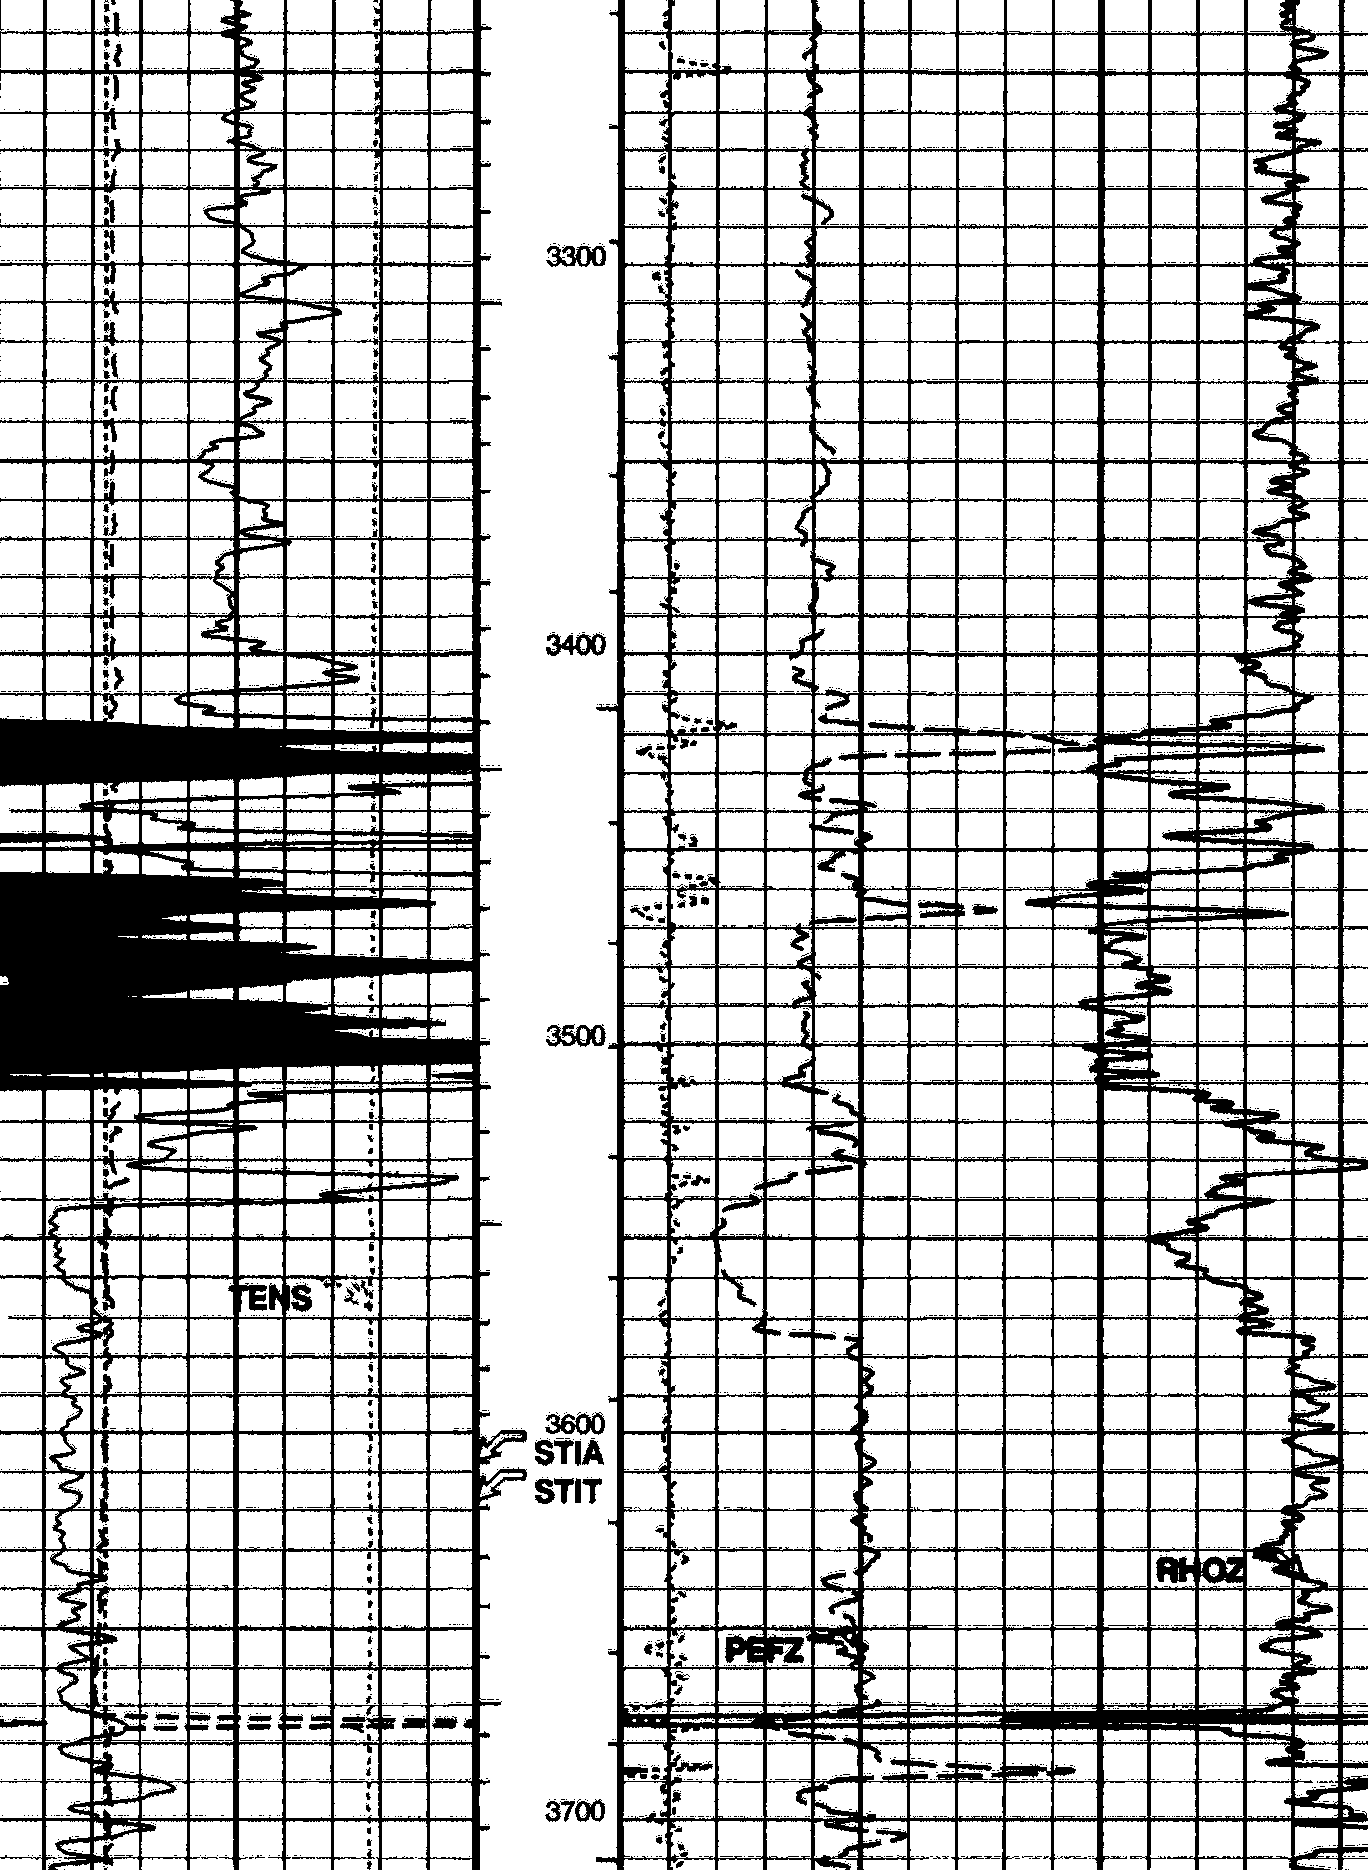 3300
3400
3500
TENS
3600
STIA
STIT
RHOZ
PEFZ
3700